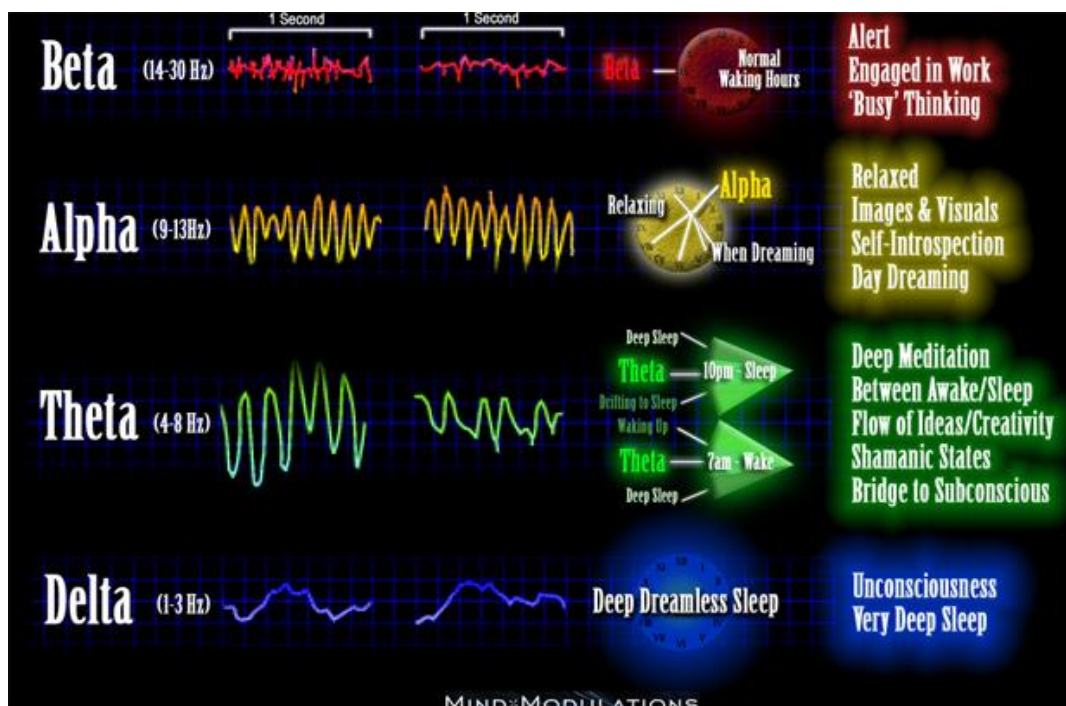 1 Second
1 Second
Beta (14-30 Hz)
Beta
Normal
Waking Hours
Alert
Engaged in Work
‘Busy’ Thinking
Alpha (9-13Hz)
Relaxing
Alpha
When Dreaming
Relaxed
Images & Visuals
Self-Introspection
Day Dreaming
Theta (4-8 Hz)
Deep Sleep
Theta
10pm - Sleep
Drifting to Sleep
Waking Up
Theta
7am - Wake
Deep Sleep
Deep Meditation
Between Awake/Sleep
Flow of Ideas/Creativity
Shamanic States
Bridge to Subconscious
Delta (1-3 Hz)
Deep Dreamless Sleep
Unconsciousness
Very Deep Sleep
MIND MODULATIONS